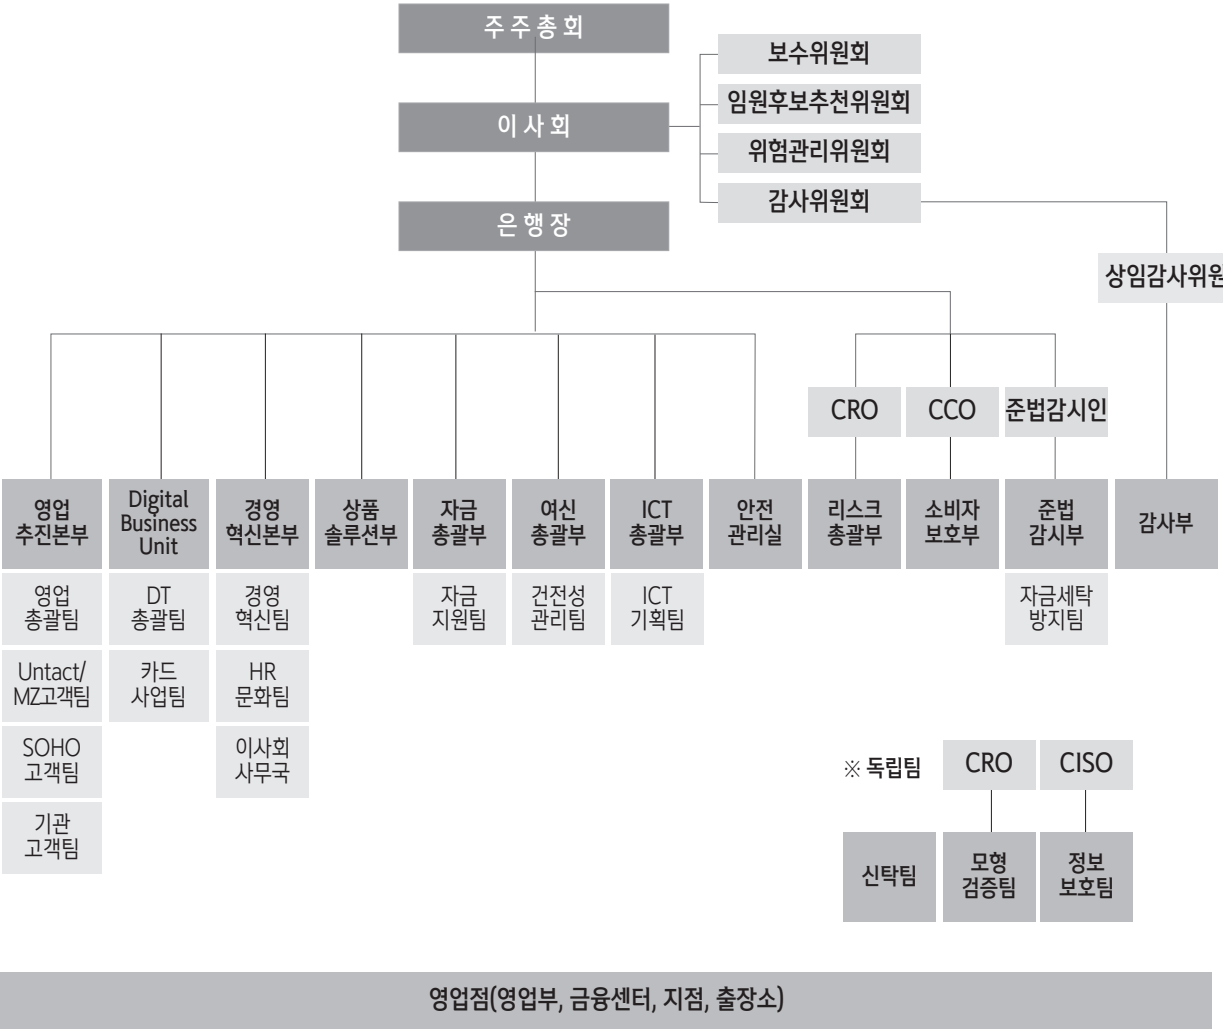 주 주 총 회
이 사 회
은 행 장
보수위원회
임원후보추천위원회
위험관리위원회
감사위원회
상임감사위원
CRO
CCO
준법감시인
영업
추진본부
Digital
Business
Unit
경영
혁신본부
상품
솔루션부
자금
총괄부
여신
총괄부
ICT
총괄부
안전
관리실
리스크
총괄부
소비자
보호부
준법
감시부
감사부
영업
총괄팀
DT
총괄팀
경영
혁신팀
자금
지원팀
건전성
관리팀
ICT
기획팀
자금세탁
방지팀
Untact/
MZ고객팀
카드
사업팀
HR
문화팀
SOHO
고객팀
이사회
사무국
기관
고객팀
※ 독립팀
CRO
CISO
신탁팀
모형
검증팀
정보
보호팀
영업점(영업부, 금융센터, 지점, 출장소)